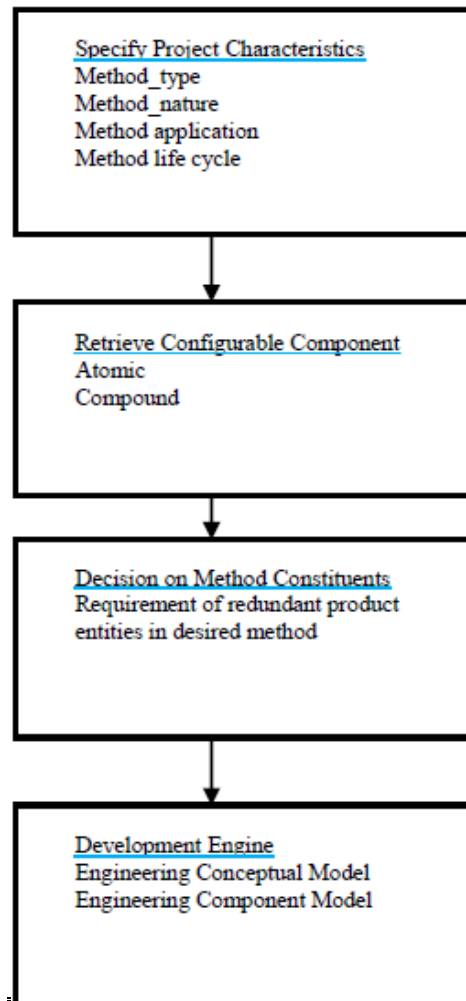 Specify Project Characteristics
Method_type
Method_nature
Method application
Method life cycle
Retrieve Configurable Component
Atomic
Compound
Decision on Method Constituents
Requirement of redundant product
entities in desired method
Development Engine
Engineering Conceptual Model
Engineering Component Model